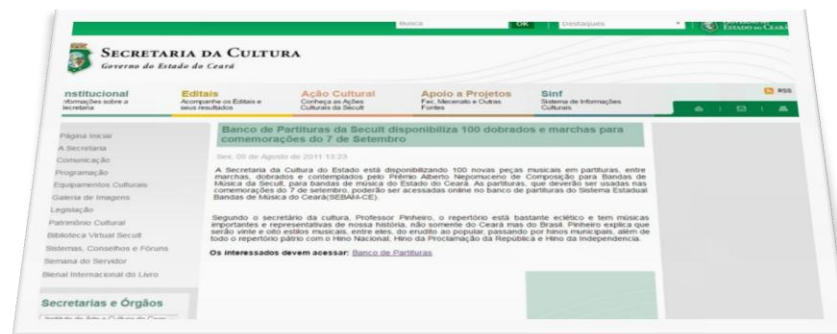 Busca
OK
Destaques
ESTADO DO CEARÁ
SECRETARIA DA CULTURA
Governo do Estado do Ceará
nstitucional
nformações sobre a
ecretaria
Editais
Acompanhe os Editais e
seus resultados
Ação Cultural
Conheça as Ações
Culturais da Secult
Apoio a Projetos
Fec, Mecenato e Outras
Fontes
Sinf
Sistema de Informações
Culturais
RSS
Página Inicial
A Secretaria
Comunicação
Programação
Equipamentos Culturais
Galeria de Imagens
Legislação
Patrimônio Cultural
Biblioteca Virtual Secult
Sistemas, Conselhos e Fóruns
Semana do Servidor
Bienal Internacional do Livro
Secretarias e Órgãos
Banco de Partituras da Secult disponibiliza 100 dobrados e marchas para
comemorações do 7 de Setembro
Sex, 05 de Agosto de 2011 13:23
A Secretaria da Cultura do Estado está disponibilizando 100 novas peças musicais em partituras, entre
marchas, dobrados e contemplados pelo Prêmio Alberto Nepomuceno de Composição para Bandas de
Música da Secult, para bandas de música do Estado do Ceará. As partituras, que deverão ser usadas nas
comemorações do 7 de setembro, poderão ser acessadas online no banco de partituras do Sistema Estadual
Bandas de Música do Ceará(SEBAM-CE).
Segundo o secretário da cultura, Professor Pinheiro, o repertório está bastante eclético e tem músicas
importantes e representativas de nossa história, não somente do Ceará mas do Brasil. Pinheiro explica que
serão vinte e oito estilos musicais, entre eles, do erudito ao popular, passando por hinos municipais, além de
todo o repertório pátrio com o Hino Nacional, Hino da Proclamação da República e Hino da Independencia.
Os interessados devem acessar: Banco de Partituras